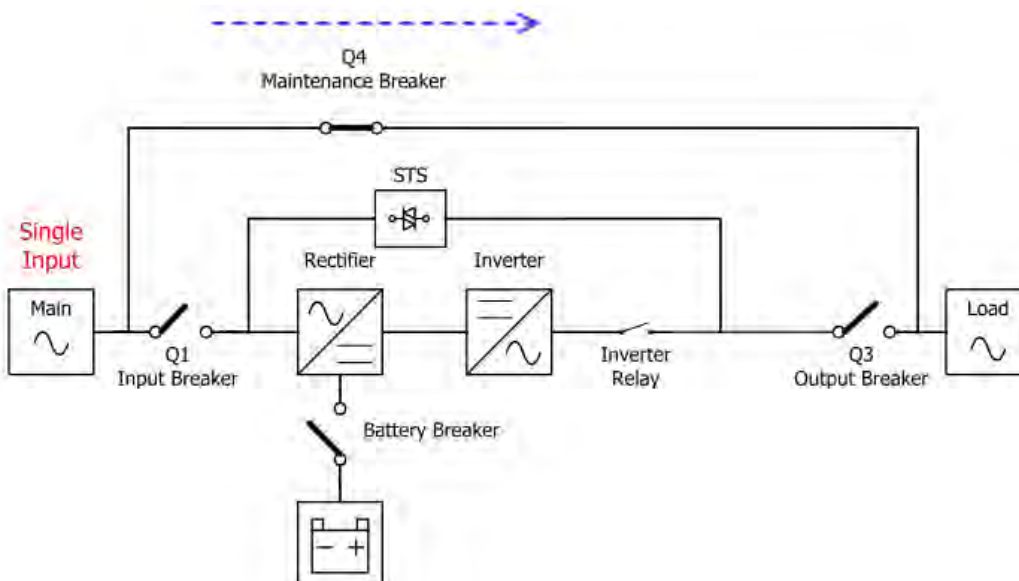 Q4
Maintenance Breaker
STS
Single
Input
Rectifier
Inverter
Main
Load
Q1
Input Breaker
Inverter
Relay
Q3
Output Breaker
Battery Breaker